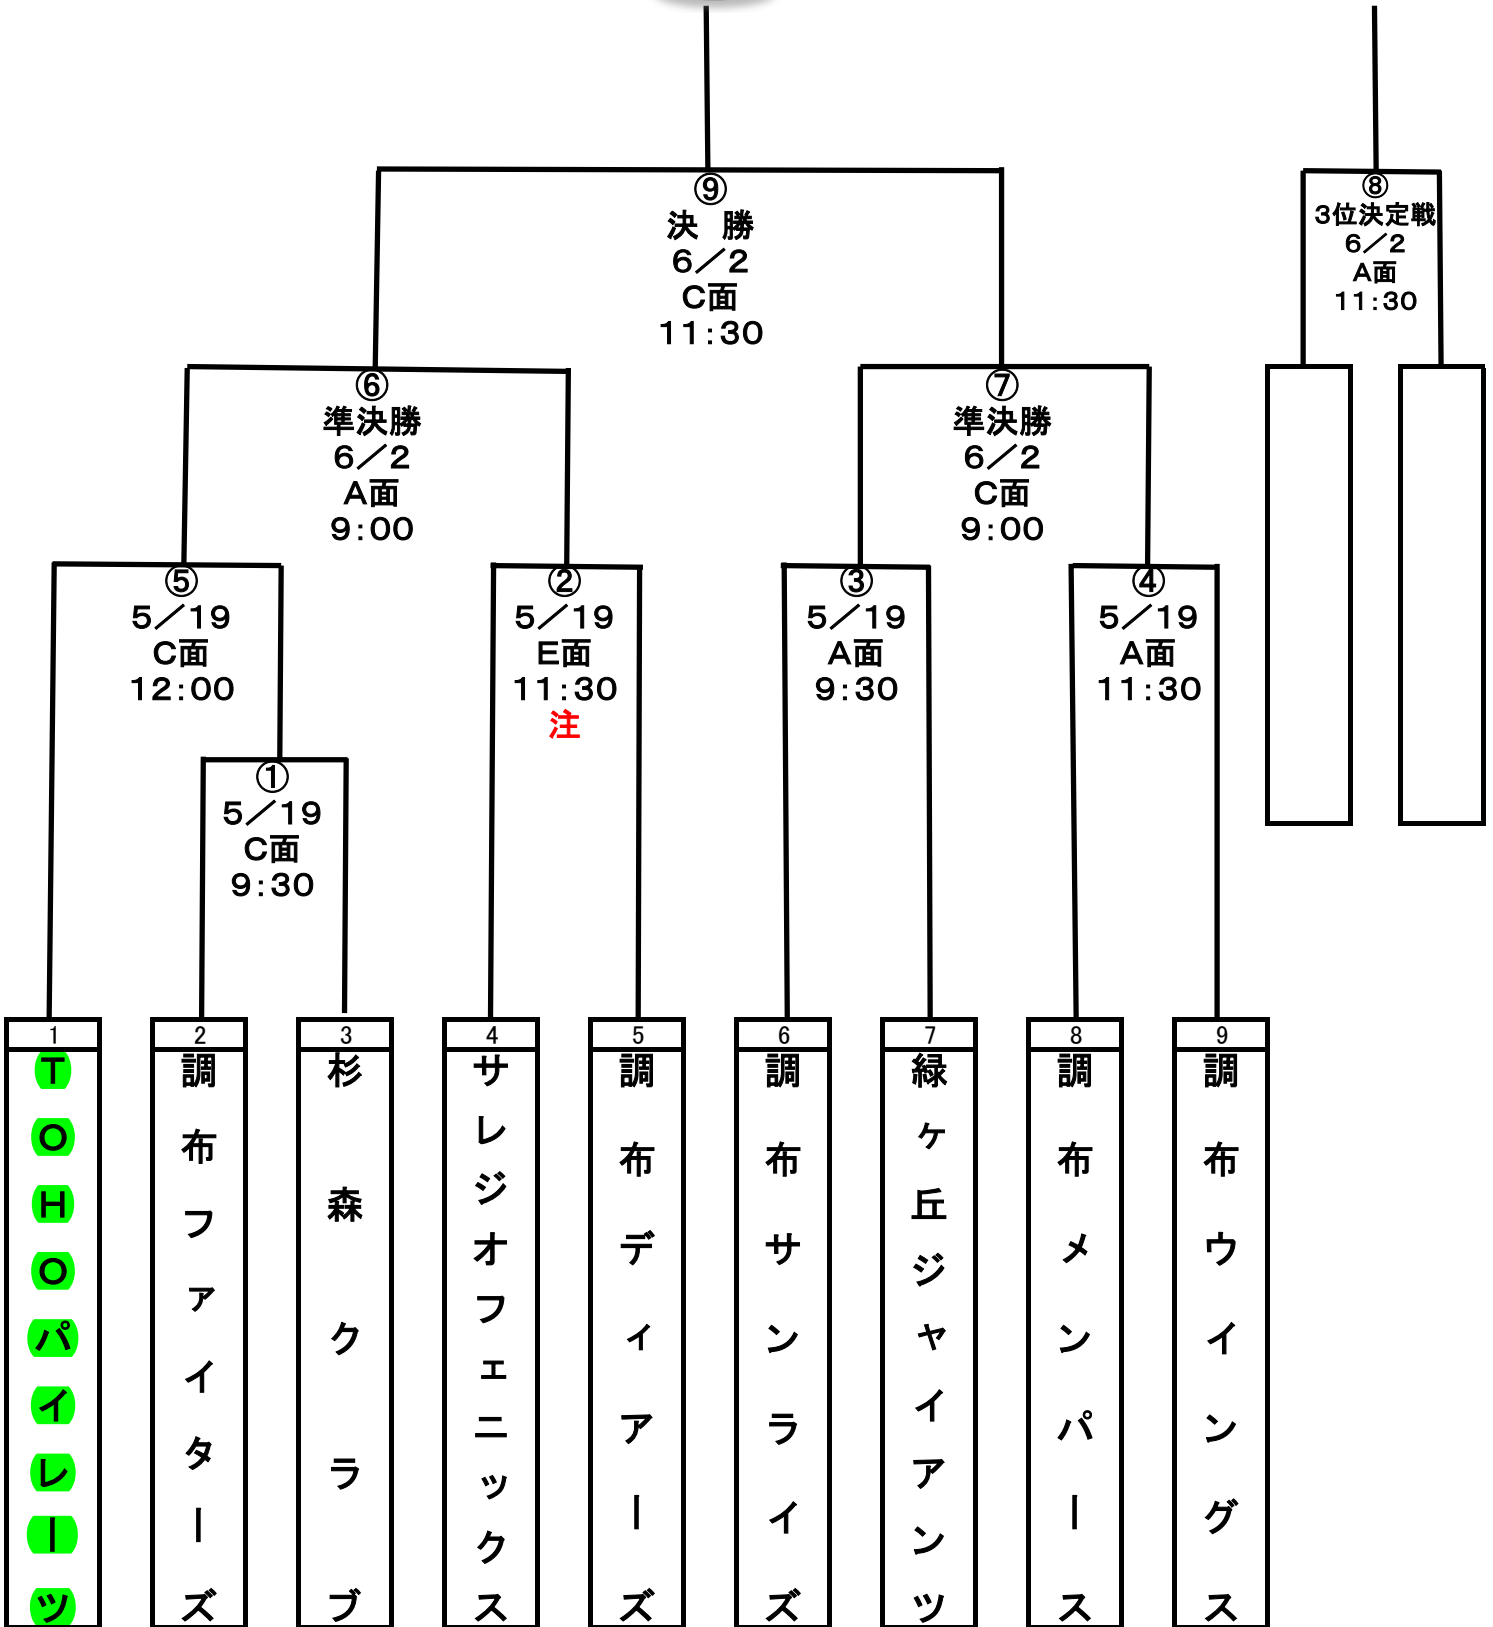 ⑨
決 勝
6／2
C面
11:30
⑧
3位決定戦
6／2
A面
11:30
⑥
準決勝
6／2
A面
9:00
⑦
準決勝
6／2
C面
9:00
⑤
5／19
C面
12:00
②
5／19
E面
11:30
注
③
5／19
A面
9:30
④
5／19
A面
11:30
①
5／19
C面
9:30
1
TOHOパイレーツ
2
調布ファイターズ
3
杉森クラブ
4
サレジオフェニックス
5
調布ディアーズ
6
調布サンライズ
7
緑ヶ丘ジャイアンツ
8
調布メンパース
9
調布ウイングス